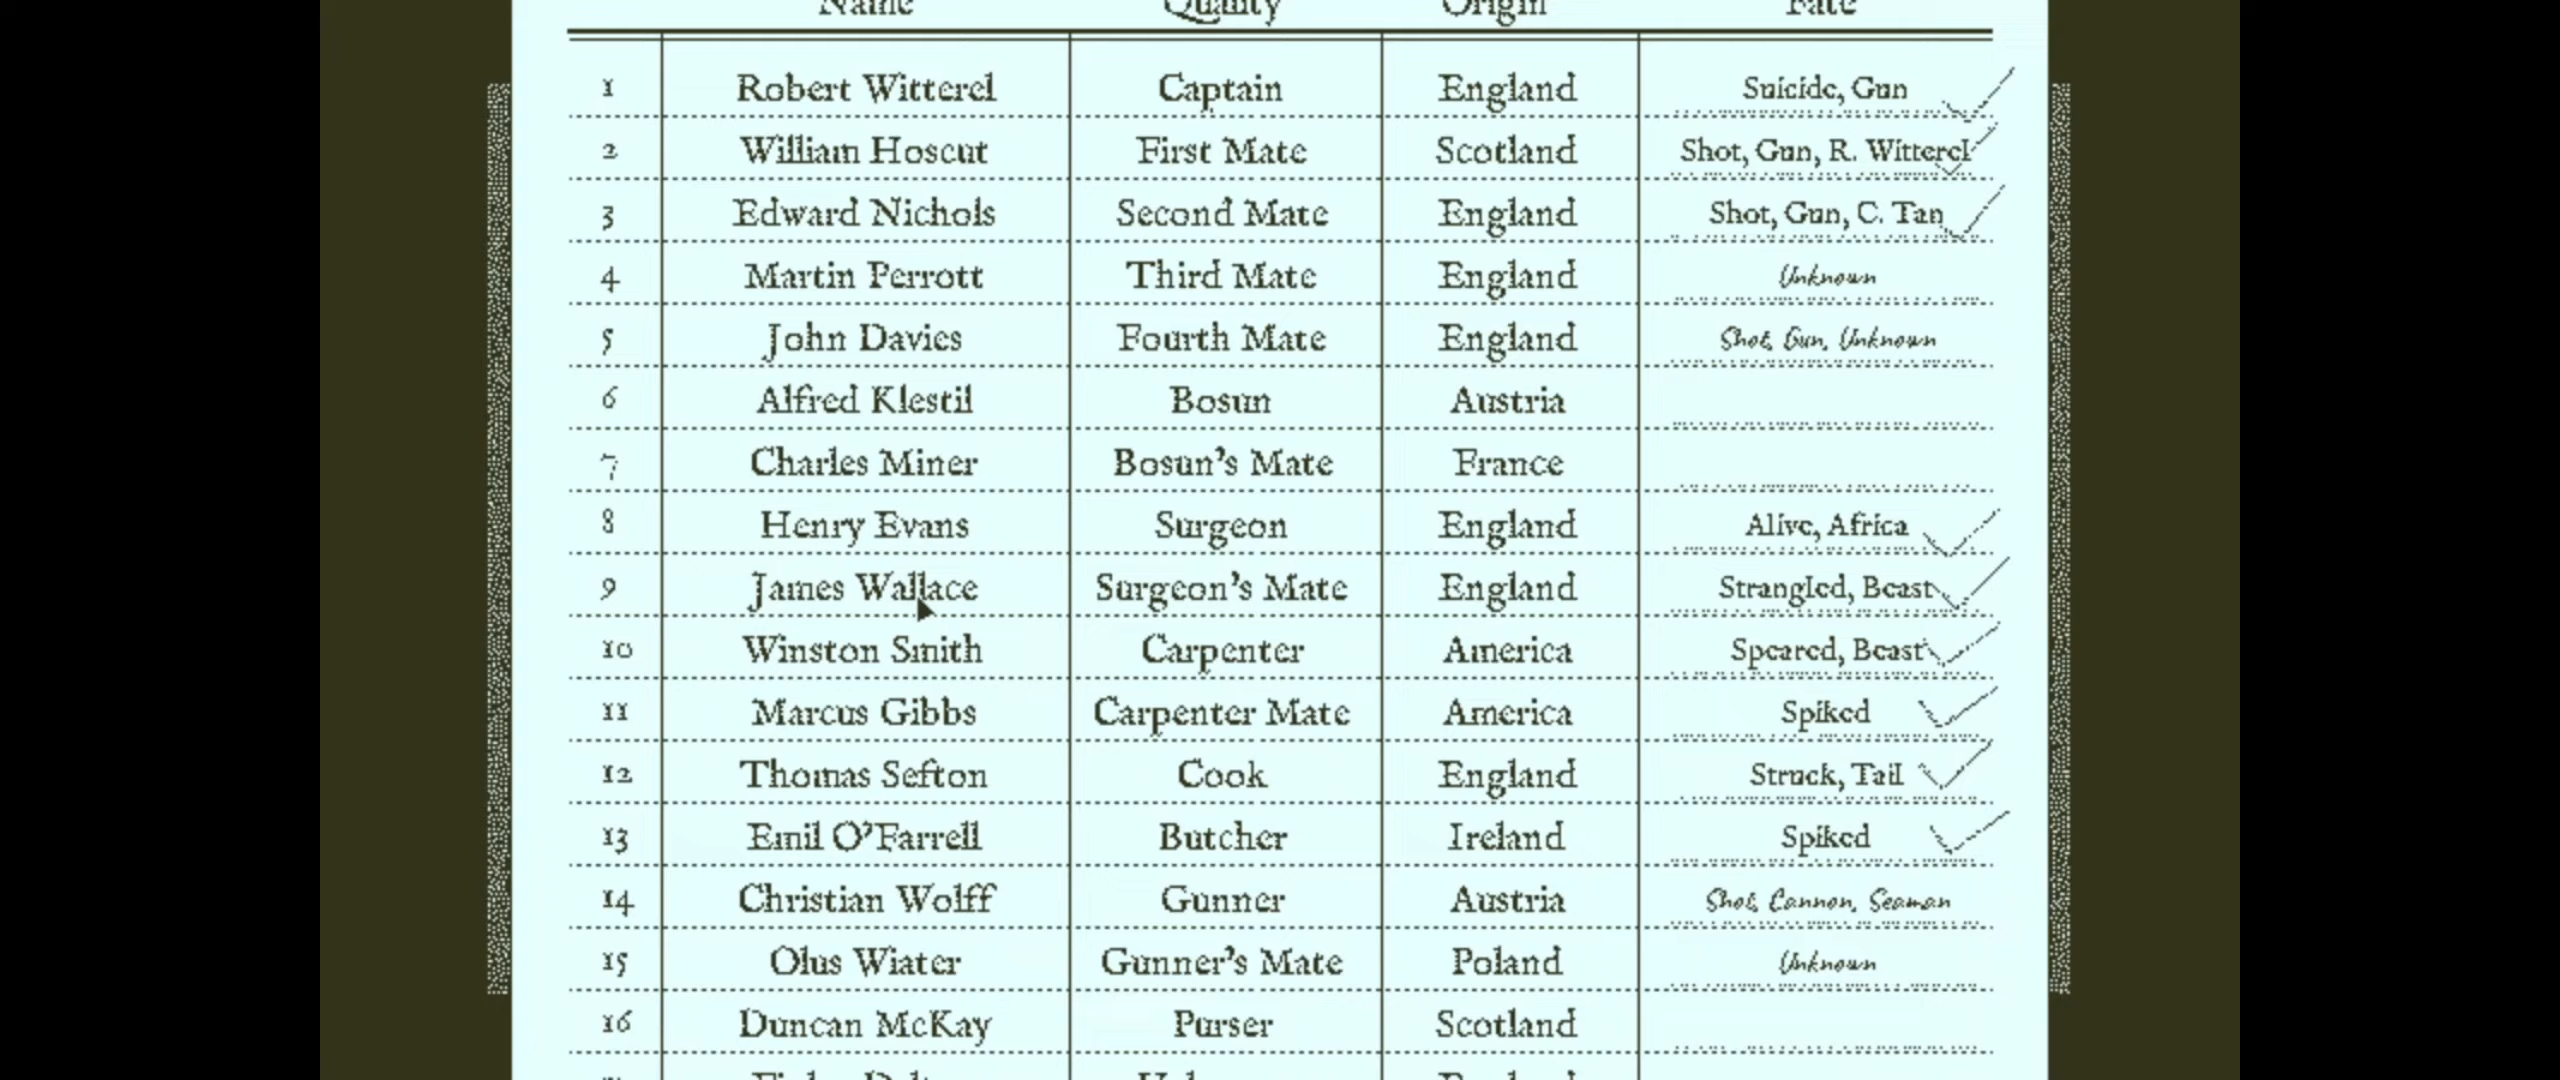 Name Quality Origin Fate
1 Robert Witterel Captain England Suicide, Gun
2 William Hoscut First Mate Scotland Shot, Gun, R. Witterel
3 Edward Nichols Second Mate England Shot, Gun, C. Tan
4 Martin Perrott Third Mate England Unknown
5 John Davies Fourth Mate England Shot, Gun, Unknown
6 Alfred Klestil Bosun Austria
7 Charles Miner Bosun's Mate France
8 Henry Evans Surgeon England Alive, Africa
9 James Wallace Surgeon's Mate England Strangled, Beast
10 Winston Smith Carpenter America Speared, Beast
11 Marcus Gibbs Carpenter Mate America Spiked
12 Thomas Sefton Cook England Struck, Tail
13 Emil O'Farrell Butcher Ireland Spiked
14 Christian Wolff Gunner Austria Shot, Cannon, Seaman
15 Olus Wiater Gunner's Mate Poland Unknown
16 Duncan McKay Purser Scotland